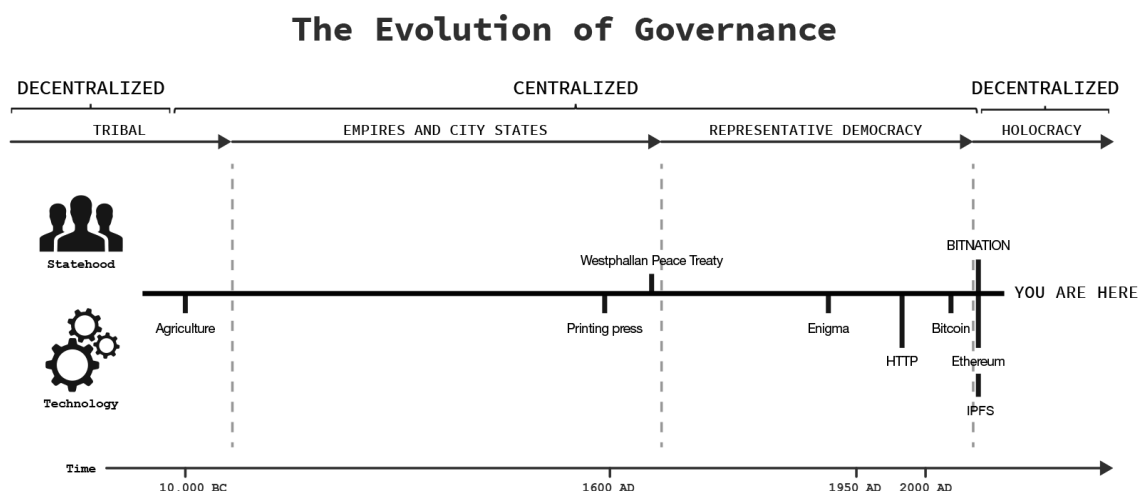 The Evolution of Governance
DECENTRALIZED
CENTRALIZED
DECENTRALIZED
TRIBAL
EMPIRES AND CITY STATES
REPRESENTATIVE DEMOCRACY
HOLOCRACY
Statehood
Westphallan Peace Treaty
BITNATION
YOU ARE HERE
Agriculture
Printing press
Enigma
Bitcoin
HTTP
Ethereum
IPFS
Technology
Time
10,000 BC
1600 AD
1950 AD
2000 AD